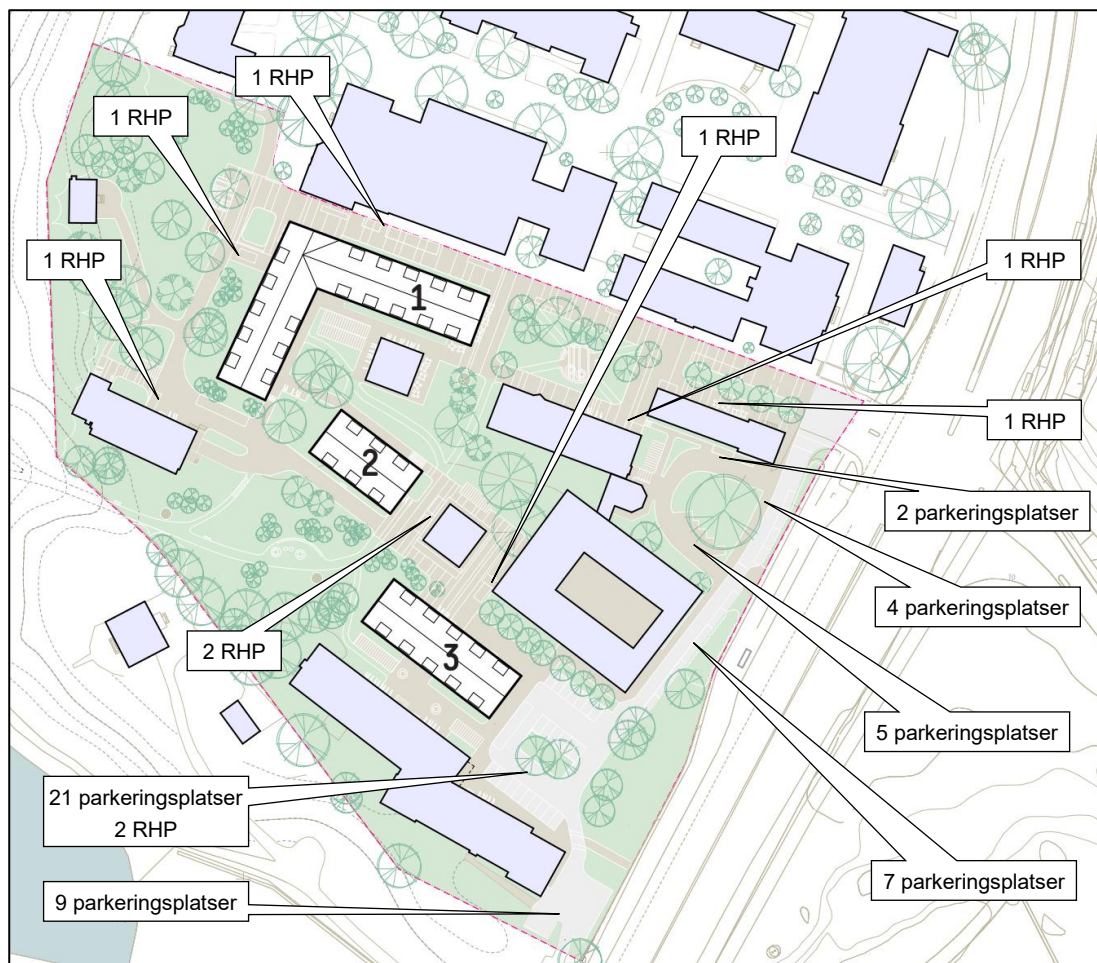 1 RHP
1 RHP
1 RHP
1 RHP
1 RHP
1 RHP
1
2
2 parkeringsplatser
4 parkeringsplatser
2 RHP
3
5 parkeringsplatser
21 parkeringsplatser
2 RHP
7 parkeringsplatser
9 parkeringsplatser